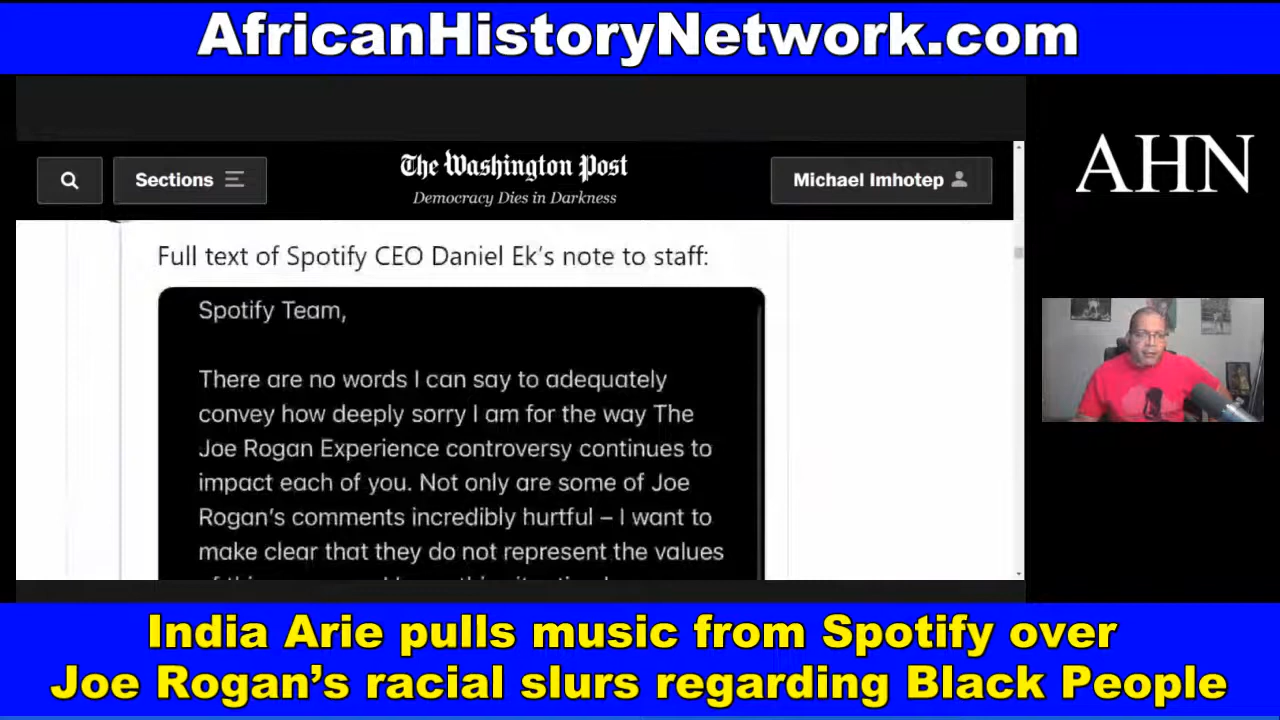 AfricanHistoryNetwork.com
AHN
Sections
The Washington Post
Democracy Dies in Darkness
Michael Imhotep
Full text of Spotify CEO Daniel Ek's note to staff:
Spotify Team,
There are no words I can say to adequately
convey how deeply sorry I am for the way The
Joe Rogan Experience controversy continues to
impact each of you. Not only are some of Joe
Rogan's comments incredibly hurtful – I want to
make clear that they do not represent the values
India Arie pulls music from Spotify over
Joe Rogan's racial slurs regarding Black People